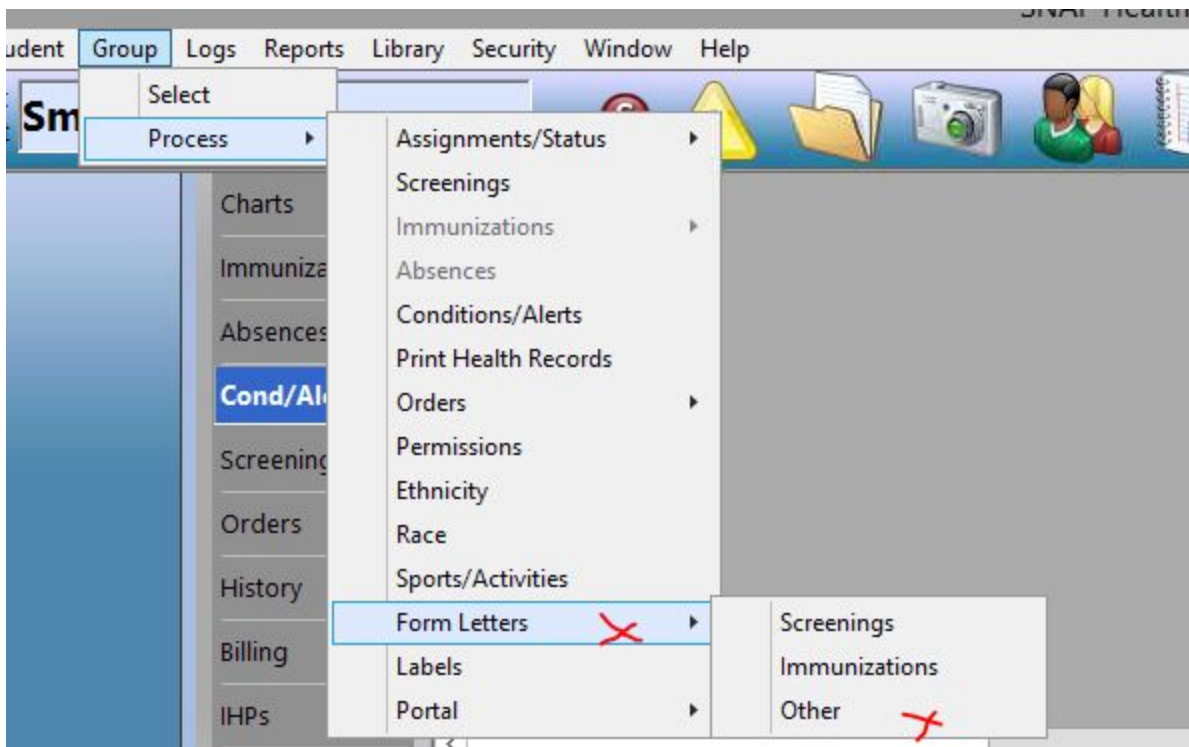 Group Logs Reports Library Security Window Help
Select
Process
Assignments/Status
Screenings
Immunizations
Absences
Conditions/Alerts
Print Health Records
Orders
Permissions
Ethnicity
Race
Sports/Activities
Form Letters
Labels
Portal
Screenings
Immunizations
Other
Sm
Charts
Immuniza
Absences
Cond/Al
Screening
Orders
History
Billing
IHPs